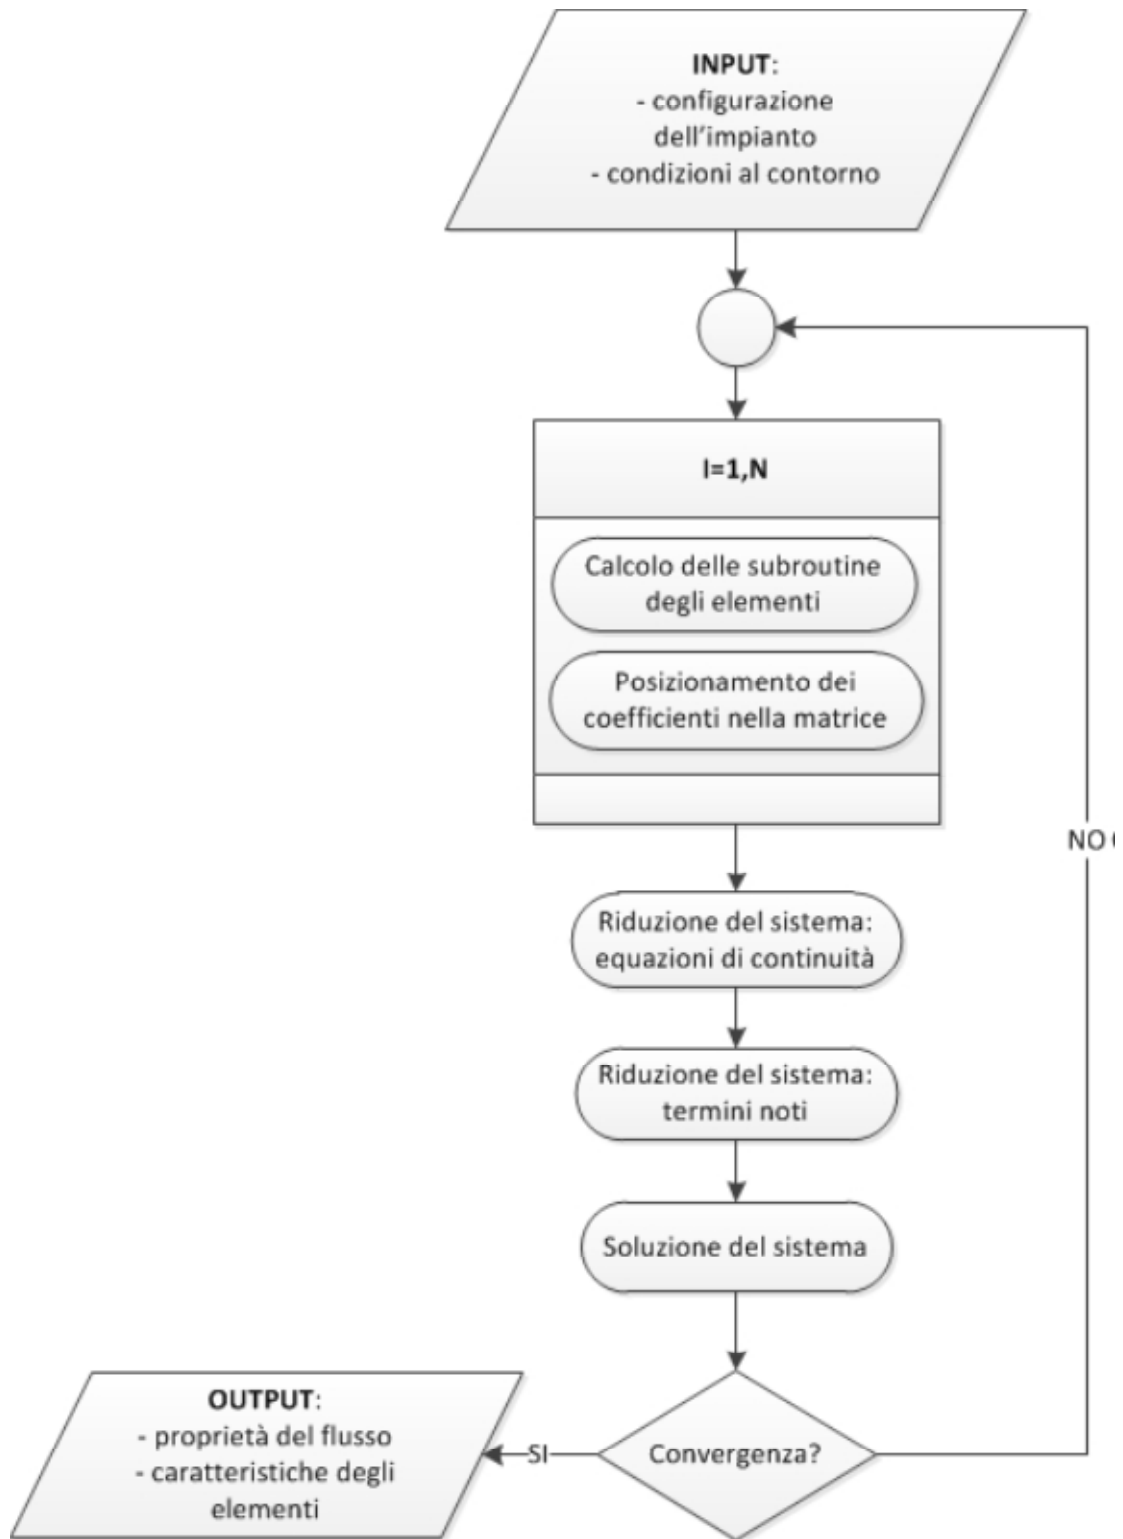 INPUT:
- configurazione
dell'impianto
- condizioni al contorno
I=1,N
Calcolo delle subroutine
degli elementi
Posizionamento dei
coefficienti nella matrice
NO
Riduzione del sistema:
equazioni di continuità
Riduzione del sistema:
termini noti
Soluzione del sistema
Convergenza?
SI
OUTPUT:
- proprietà del flusso
- caratteristiche degli
elementi